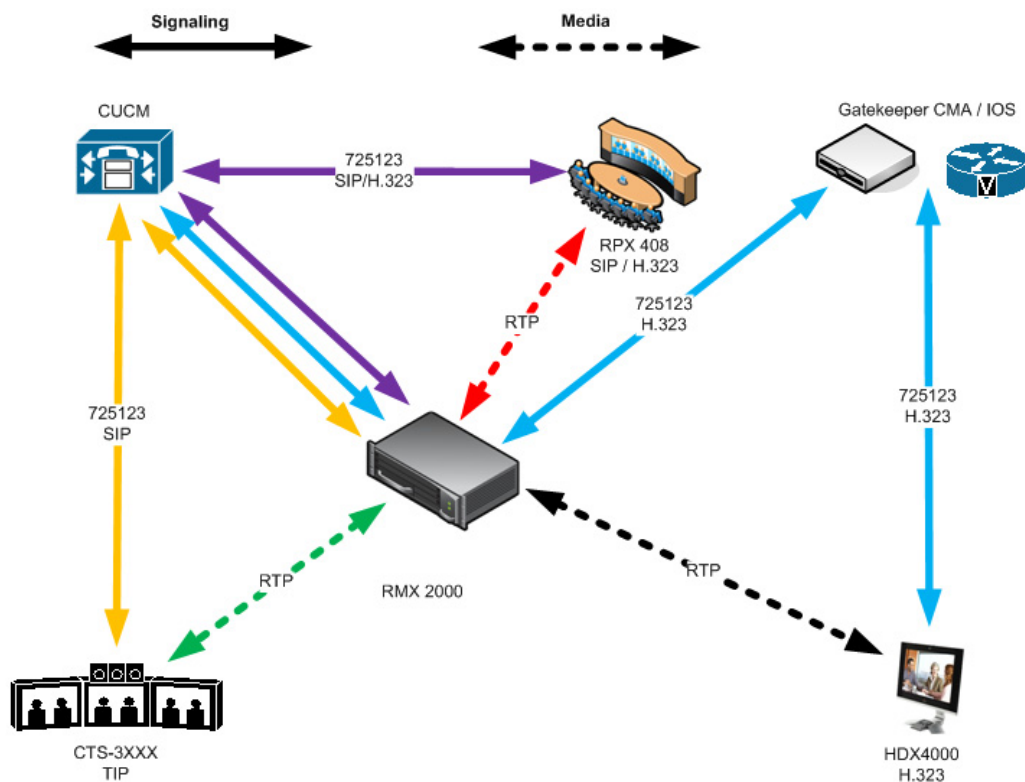 Signaling
Media
CUCM
Gatekeeper CMA / IOS
725123
SIP/H.323
V
RPX 408
SIP / H.323
725123
H.323
RTP
725123
SIP
725123
H.323
RTP
RMX 2000
RTP
CTS-3XXX
TIP
HDX4000
H.323